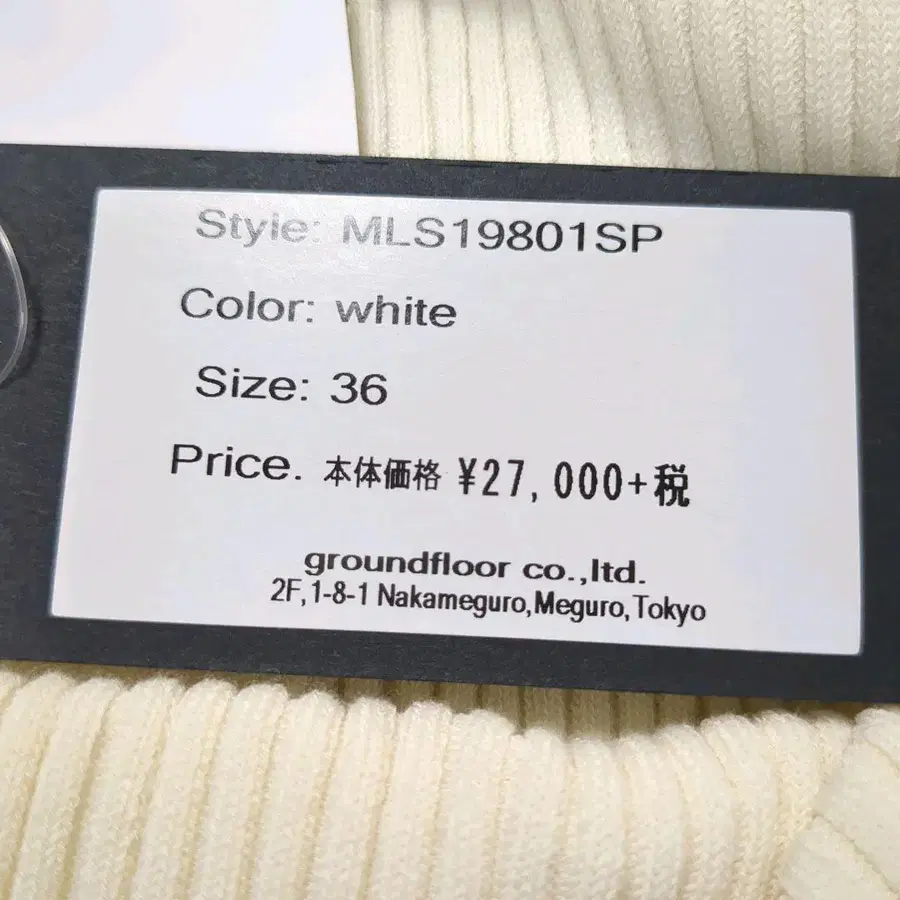 Style: MLS19801SP
Color: white
Size: 36
Price. 本体価格 ¥27,000+税
groundfloor co.,ltd.
2F,1-8-1 Nakameguro,Meguro,Tokyo